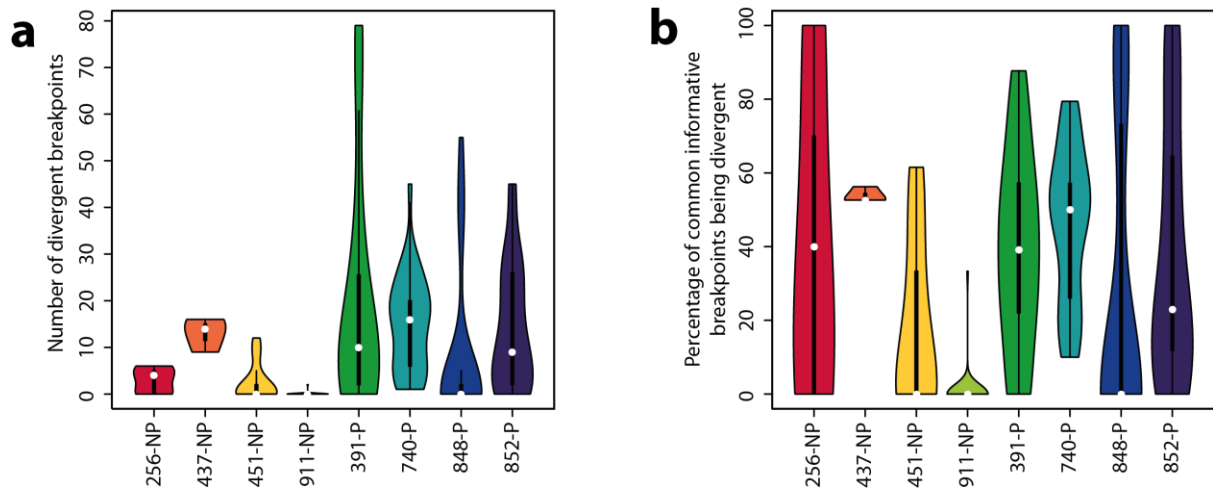 a
Number of divergent breakpoints
80
70
60
50
40
30
20
10
0
256-NP
437-NP
451-NP
911-NP
391-P
740-P
848-P
852-P
b
Percentage of common informative
breakpoints being divergent
100
80
60
40
20
0
256-NP
437-NP
451-NP
911-NP
391-P
740-P
848-P
852-P